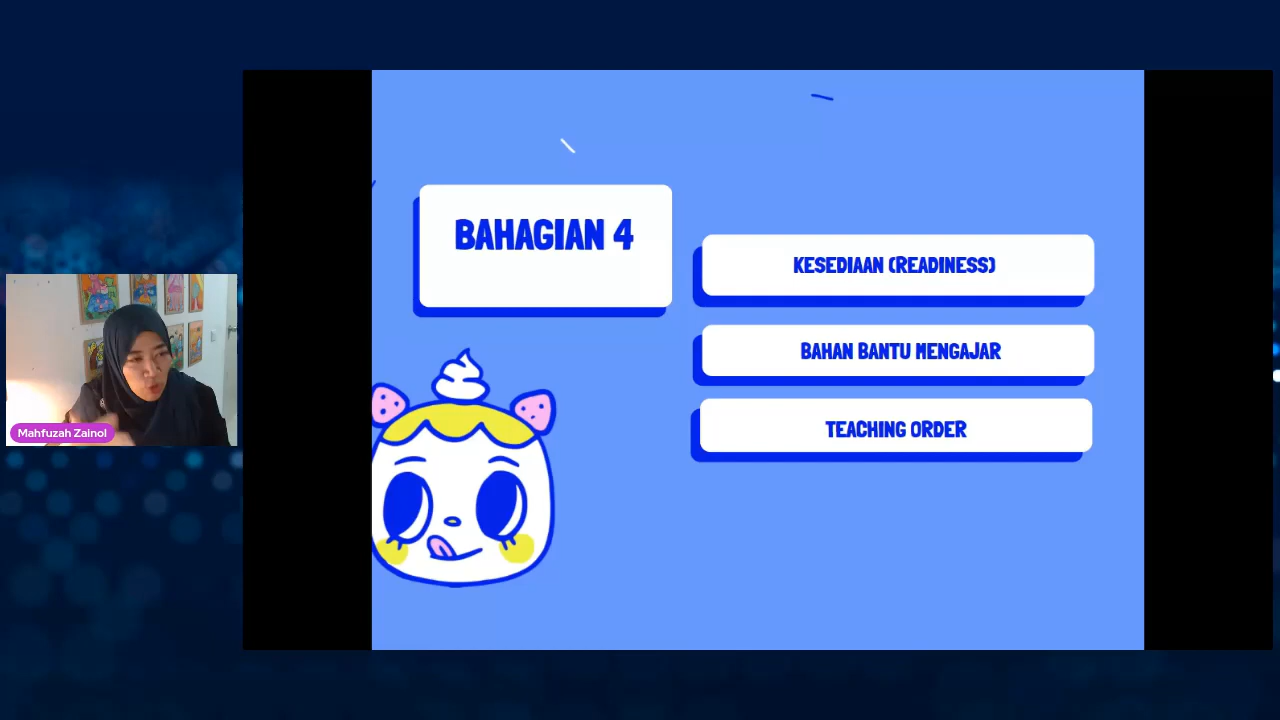 BAHAGIAN 4
KESEDIAAN (READINESS)
BAHAN BANTU MENGAJAR
TEACHING ORDER
Mahfuzah Zainol